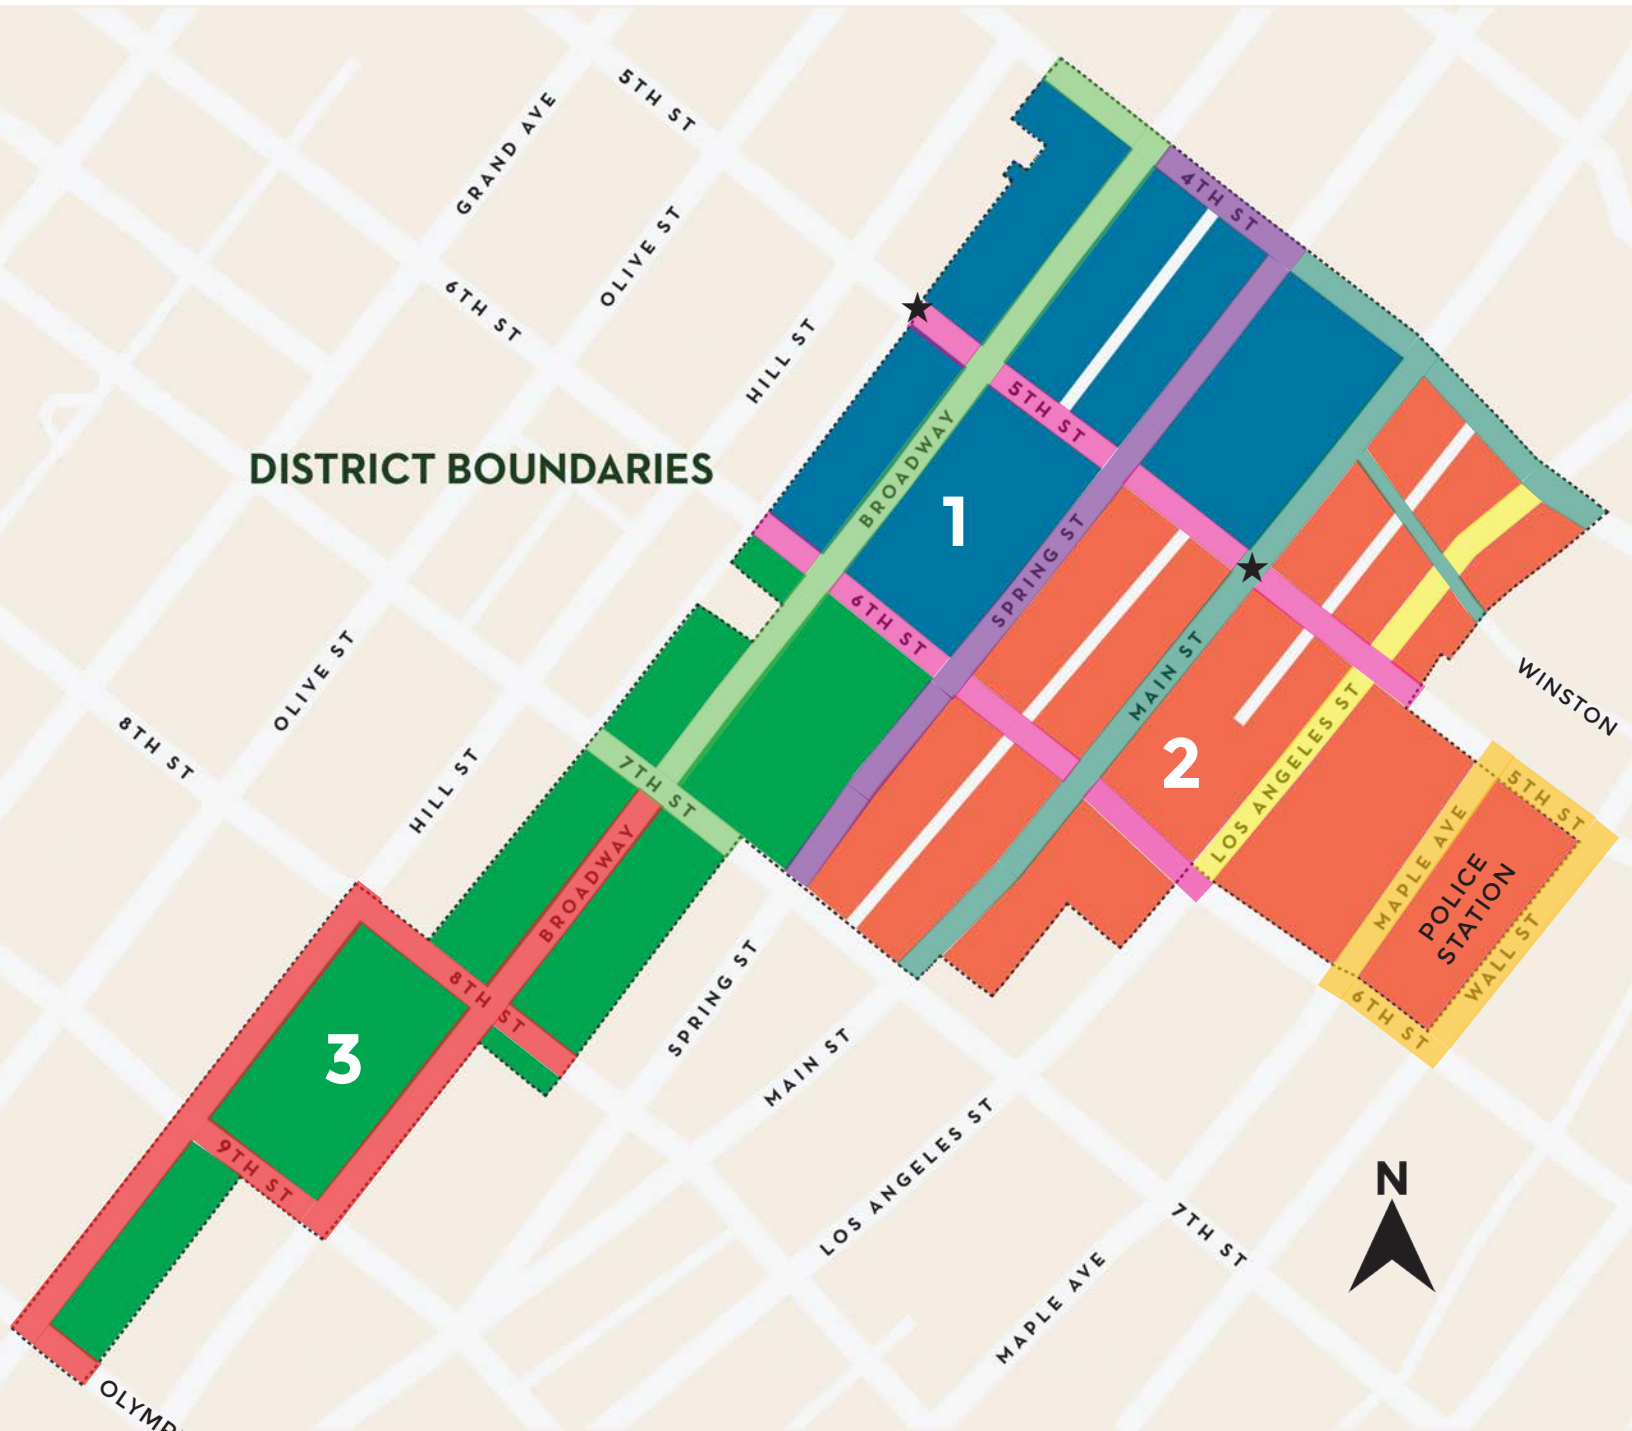 5TH ST
GRAND AVE
4TH ST
OLIVE ST
6TH ST
HILL ST
5TH ST
BROADWAY
DISTRICT BOUNDARIES
1
SPRING ST
6TH ST
WINSTON
OLIVE ST
MAIN ST
8TH ST
2
LOS ANGELES ST
7TH ST
HILL ST
5TH ST
MAPLE AVE
POLICE
STATION
BROADWAY
WALL ST
8TH ST
SPRING ST
6TH ST
3
MAIN ST
9TH ST
LOS ANGELES ST
N
7TH ST
MAPLE AVE
OLYMPI